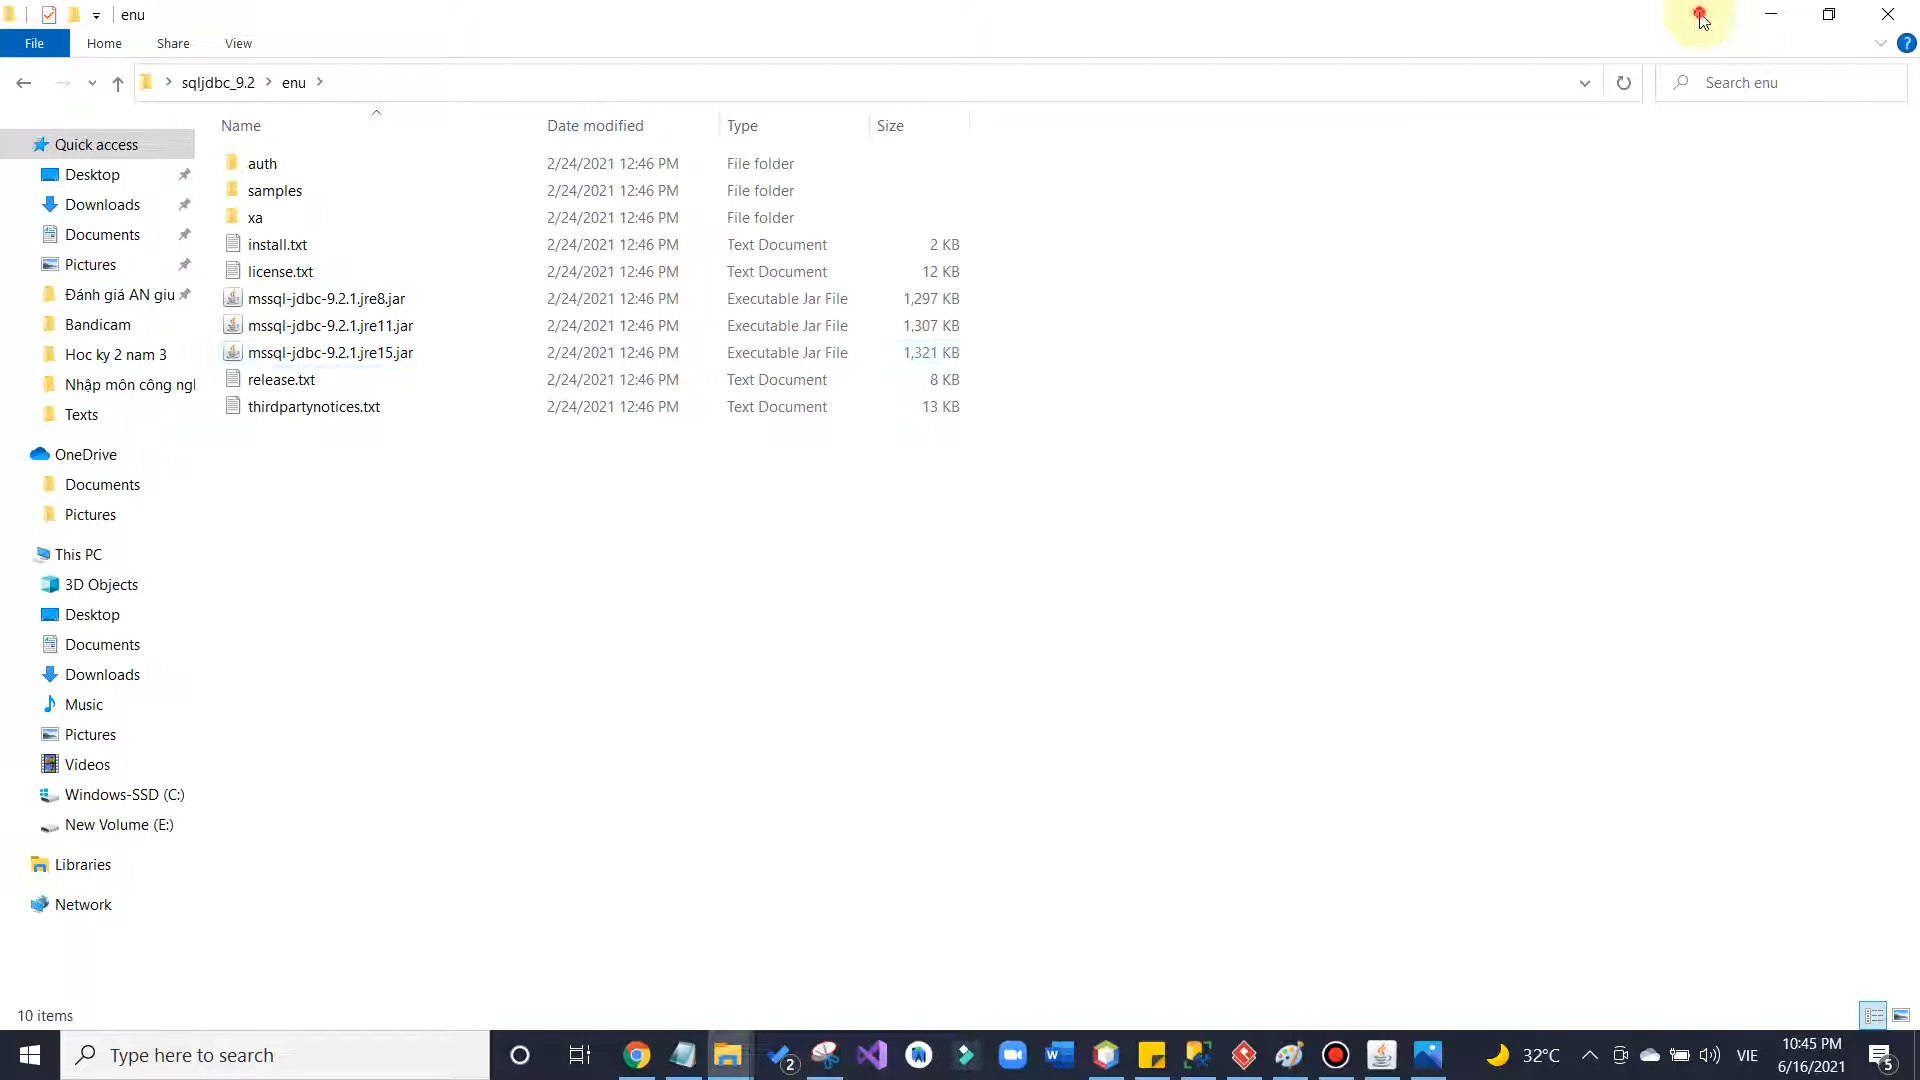 enu
File Home Share View
sqljdbc_9.2 enu
Search enu
Name Date modified Type Size
Quick access
Desktop
Downloads
Documents
Pictures
Đánh giá AN giu
Bandicam
Hoc ky 2 nam 3
Nhập môn công ngl
Texts
OneDrive
Documents
Pictures
This PC
3D Objects
Desktop
Documents
Downloads
Music
Pictures
Videos
Windows-SSD (C:)
New Volume (E:)
Libraries
Network
auth 2/24/2021 12:46 PM File folder
samples 2/24/2021 12:46 PM File folder
xa 2/24/2021 12:46 PM File folder
install.txt 2/24/2021 12:46 PM Text Document 2 KB
license.txt 2/24/2021 12:46 PM Text Document 12 KB
mssql-jdbc-9.2.1.jre8.jar 2/24/2021 12:46 PM Executable Jar File 1,297 KB
mssql-jdbc-9.2.1.jre11.jar 2/24/2021 12:46 PM Executable Jar File 1,307 KB
mssql-jdbc-9.2.1.jre15.jar 2/24/2021 12:46 PM Executable Jar File 1,321 KB
release.txt 2/24/2021 12:46 PM Text Document 8 KB
thirdpartynotices.txt 2/24/2021 12:46 PM Text Document 13 KB
10 items
Type here to search
2
32°C
VIE
10:45 PM
6/16/2021
5